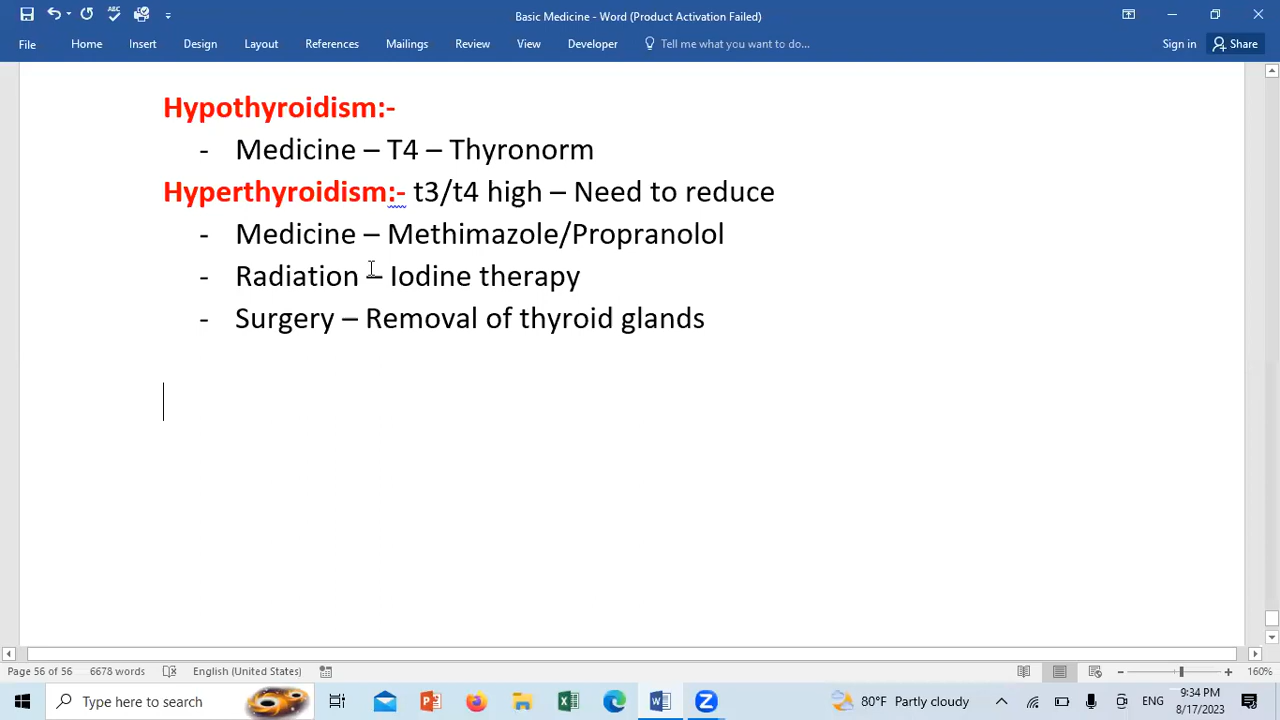 Basic Medicine - Word (Product Activation Failed)
File Home Insert Design Layout References Mailings Review View Developer Tell me what you want to do... Sign in Share
Hypothyroidism:-
- Medicine – T4 – Thyronorm
Hyperthyroidism:- t3/t4 high – Need to reduce
- Medicine – Methimazole/Propranolol
- Radiation – Iodine therapy
- Surgery – Removal of thyroid glands
Page 56 of 56 6678 words English (United States) 160%
Type here to search 80°F Partly cloudy ENG 9:34 PM
8/17/2023